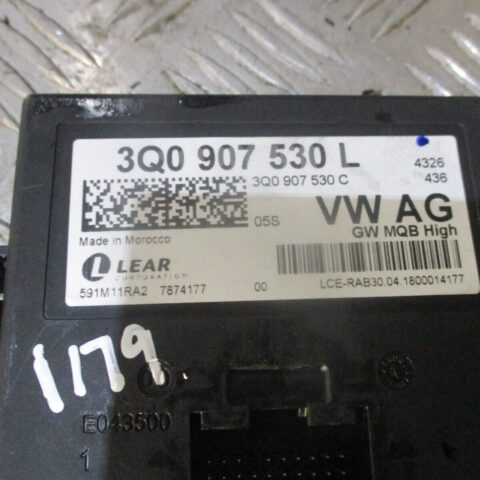 3Q0 907 530 L
4326
3Q0 907 530 C
436
05S
VW AG
GW MQB High
Made in Morocco
LEAR
CORPORATION
591M11RA2 7874177 00
LCE-RAB30.04 1800014177
1179
E043500
1